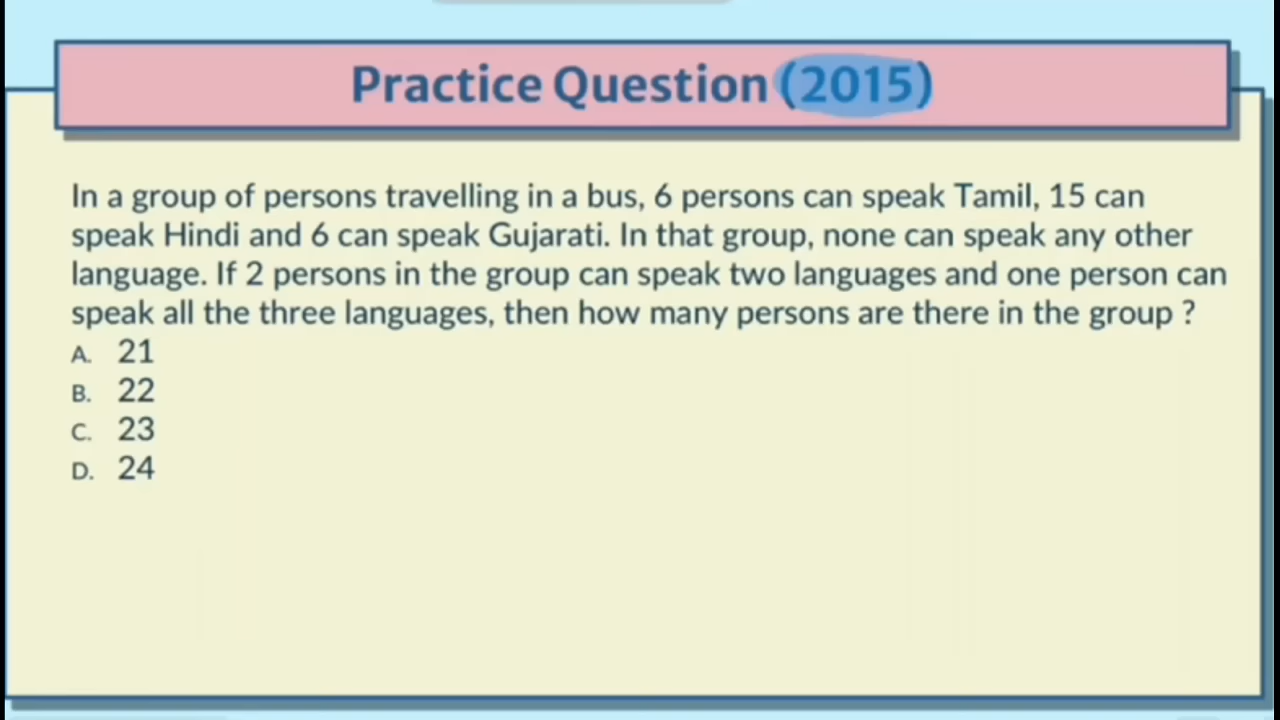 Practice Question (2015)
In a group of persons travelling in a bus, 6 persons can speak Tamil, 15 can
speak Hindi and 6 can speak Gujarati. In that group, none can speak any other
language. If 2 persons in the group can speak two languages and one person can
speak all the three languages, then how many persons are there in the group ?
A. 21
B. 22
C. 23
D. 24